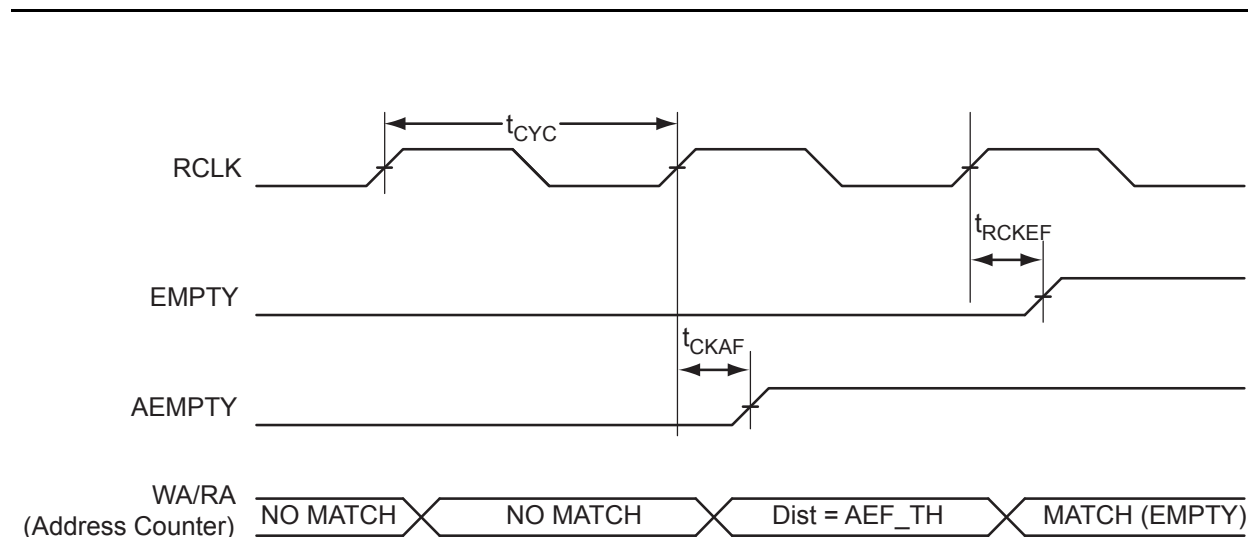 tCYC
RCLK
tRCKEF
EMPTY
tCKAF
AEMPTY
WA/RA
(Address Counter)
NO MATCH
NO MATCH
Dist = AEF_TH
MATCH (EMPTY)